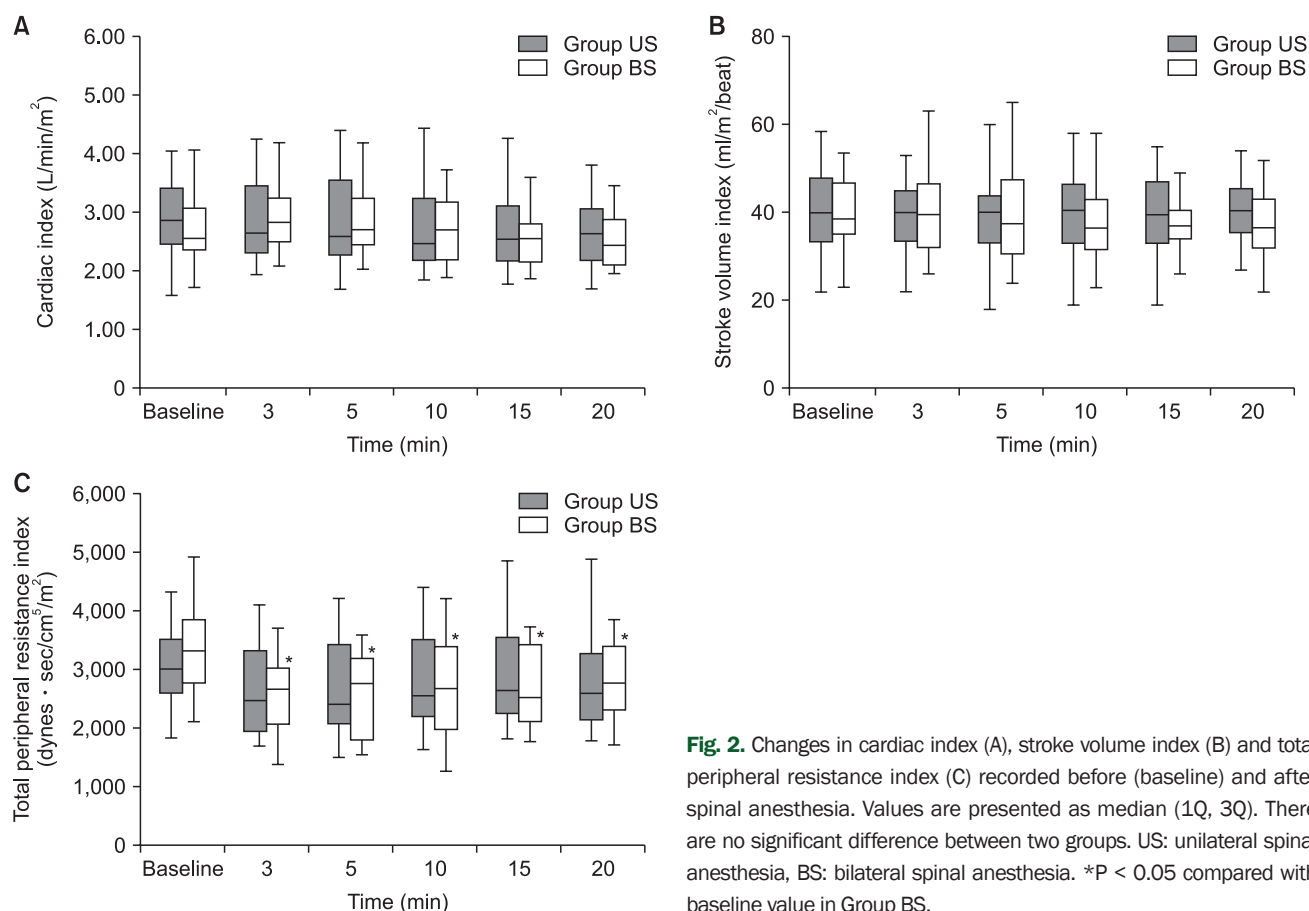 A
Cardiac index (L/min/m²)
6.00
5.00
4.00
3.00
2.00
1.00
0
Group US
Group BS
Baseline 3 5 10 15 20
Time (min)
B
Stroke volume index (ml/m²/beat)
80
60
40
20
0
Group US
Group BS
Baseline 3 5 10 15 20
Time (min)
C
Total peripheral resistance index
(dynes · sec/cm⁵/m²)
6,000
5,000
4,000
3,000
2,000
1,000
0
Group US
Group BS
* * * * *
Baseline 3 5 10 15 20
Time (min)
Fig. 2. Changes in cardiac index (A), stroke volume index (B) and total
peripheral resistance index (C) recorded before (baseline) and afte
spinal anesthesia. Values are presented as median (1Q, 3Q). There
are no significant difference between two groups. US: unilateral spina
anesthesia, BS: bilateral spinal anesthesia. *P < 0.05 compared with
baseline value in Group BS.